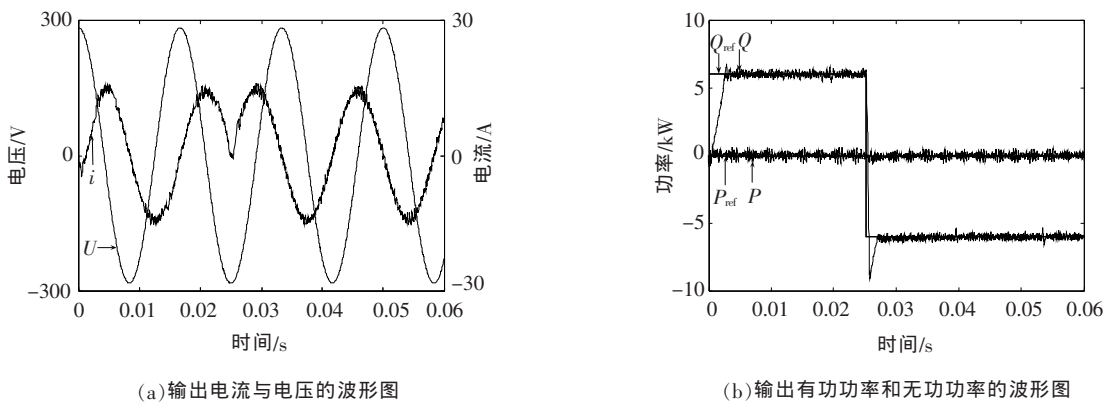 300
0
−300
电压/V
30
0
−30
电流/A
i
U
0 0.01 0.02 0.03 0.04 0.05 0.06
时间/s
(a)输出电流与电压的波形图
10
5
0
−5
−10
功率/kW
Qref Q
Pref P
0 0.01 0.02 0.03 0.04 0.05 0.06
时间/s
(b)输出有功功率和无功功率的波形图